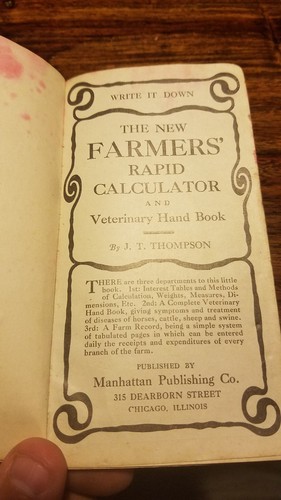 WRITE IT DOWN
THE NEW
FARMERS'
RAPID
CALCULATOR
AND
Veterinary Hand Book
By J. T. THOMPSON
THERE are three departments to this little
book. 1st: Interest Tables and Methods
of Calculation, Weights, Measures, Di-
mensions, Etc. 2nd: A Complete Veterinary
Hand Book, giving symptoms and treatment
of diseases of horses, cattle, sheep and swine.
3rd: A Farm Record, being a simple system
of tabulated pages in which can be entered
daily the receipts and expenditures of every
branch of the farm.
PUBLISHED BY
Manhattan Publishing Co.
315 DEARBORN STREET
CHICAGO, ILLINOIS